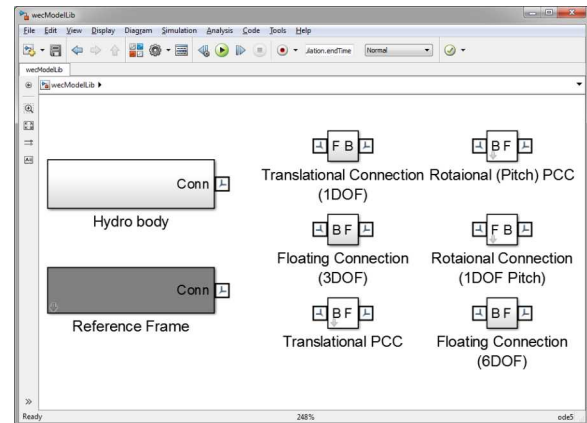 wecModelLib
File Edit View Display Diagram Simulation Analysis Code Tools Help
Normal
wecModelLib
wecModelLib
F B
B F
Translational Connection
(1DOF)
Rotaional (Pitch) PCC
Conn
Hydro body
B F
F B
Floating Connection
(3DOF)
Rotaional Connection
(1DOF Pitch)
Conn
Reference Frame
B F
B F
Translational PCC
Floating Connection
(6DOF)
Ready 248% ode5